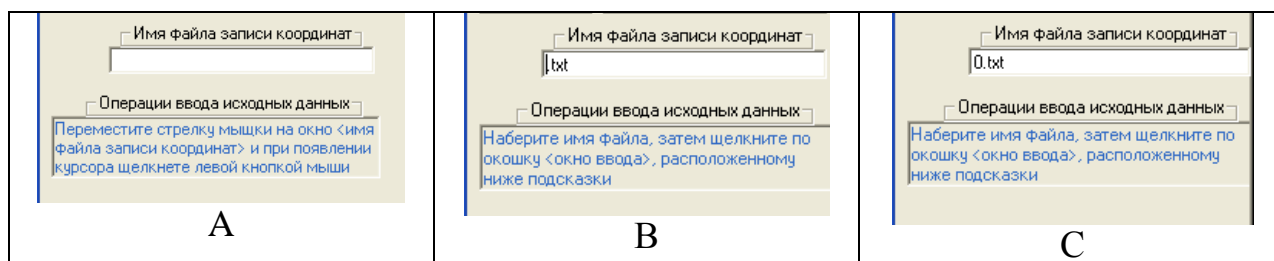 Имя файла записи координат
Операции ввода исходных данных
Переместите стрелку мыщки на окно <имя
файла записи координат> и при появлении
курсора щелкнете левой кнопкой мыши
A
Имя файла записи координат
.txt
Операции ввода исходных данных
Наберите имя файла, затем щелкните по
окошку <окно ввода>, расположенному
ниже подсказки
B
Имя файла записи координат
0.txt
Операции ввода исходных данных
Наберите имя файла, затем щелкните по
окошку <окно ввода>, расположенному
ниже подсказки
C